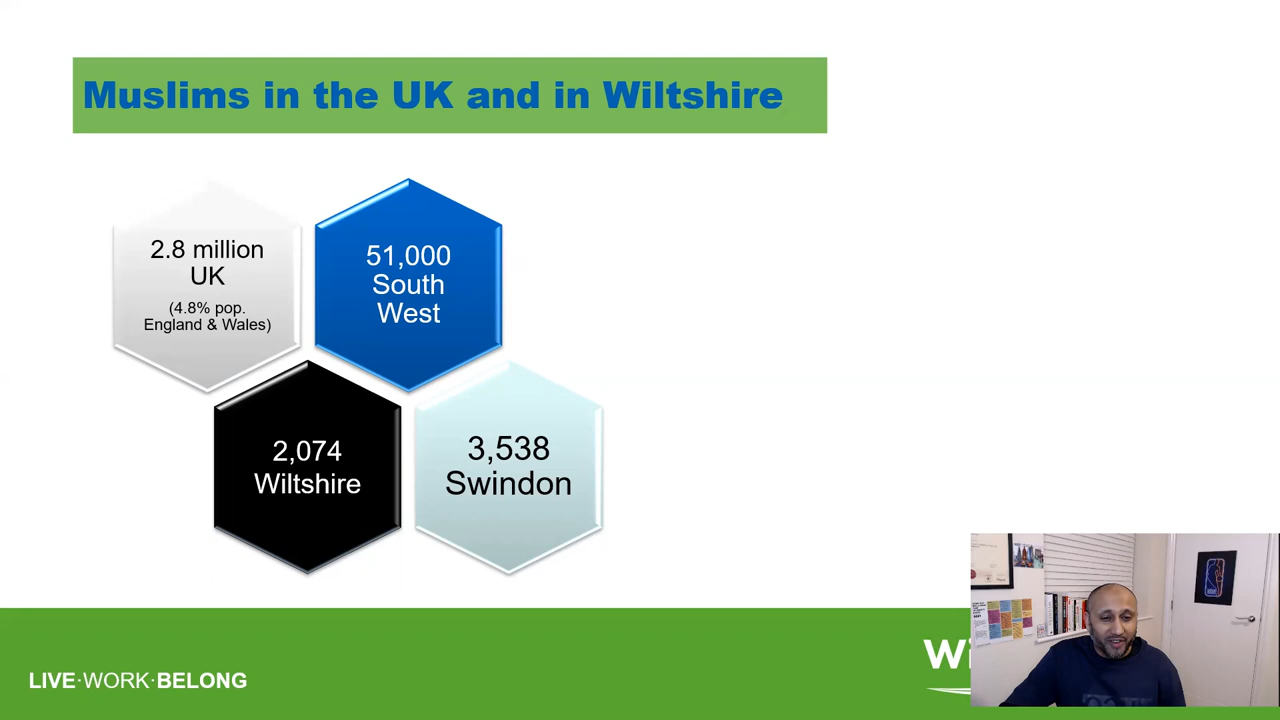 Muslims in the UK and in Wiltshire
2.8 million
UK
(4.8% pop.
England & Wales)
51,000
South
West
2,074
Wiltshire
3,538
Swindon
LIVE·WORK·BELONG